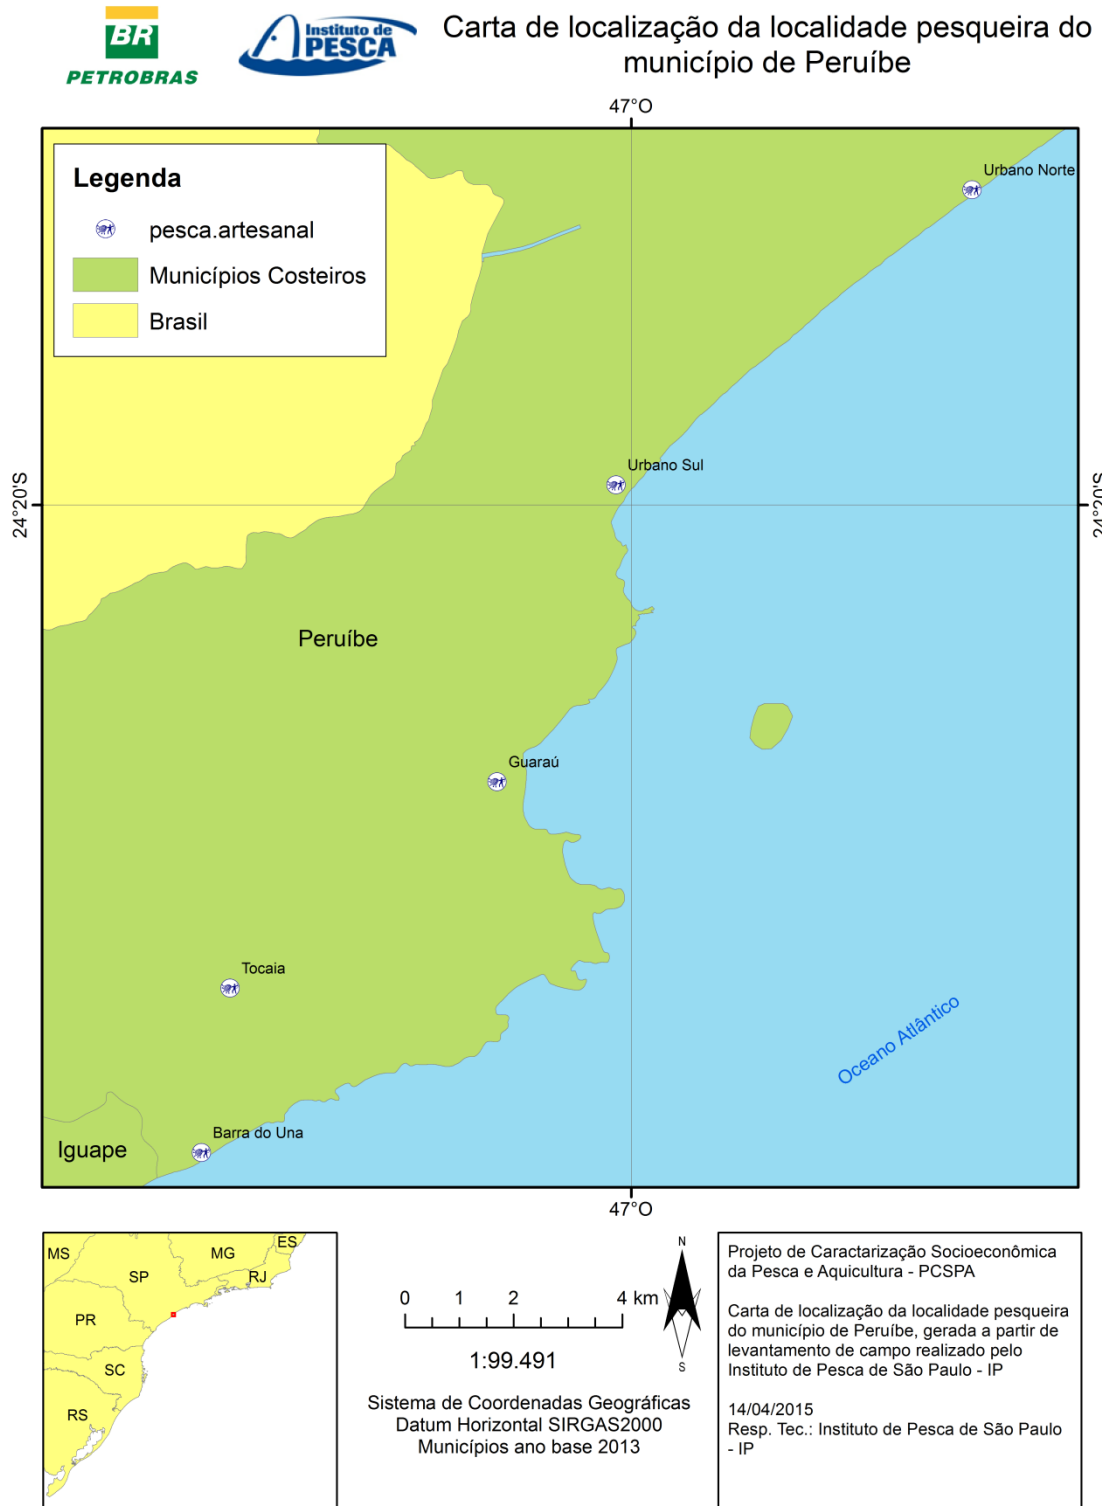 BR
PETROBRAS
Instituto de
PESCA
Carta de localização da localidade pesqueira do
município de Peruíbe
47°O
Legenda
pesca.artesanal
Municípios Costeiros
Brasil
Urbano Norte
Urbano Sul
24°20'S
24°20'S
Peruíbe
Guaraú
Tocaia
Oceano Atlântico
Barra do Una
Iguape
47°O
MS
MG
ES
SP
RJ
PR
SC
RS
0 1 2 4 km
N
S
1:99.491
Sistema de Coordenadas Geográficas
Datum Horizontal SIRGAS2000
Municípios ano base 2013
Projeto de Caractarização Socioeconômica
da Pesca e Aquicultura - PCSPA
Carta de localização da localidade pesqueira
do município de Peruíbe, gerada a partir de
levantamento de campo realizado pelo
Instituto de Pesca de São Paulo - IP
14/04/2015
Resp. Tec.: Instituto de Pesca de São Paulo
- IP